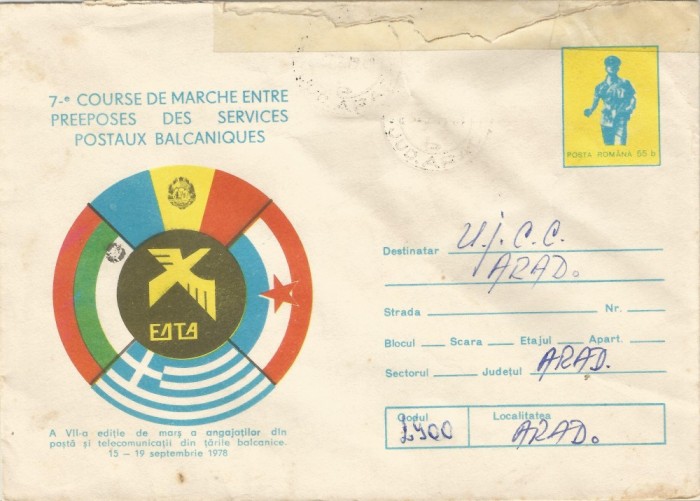 7-e COURSE DE MARCHE ENTRE
PREEPOSES DES SERVICES
POSTAUX BALCANIQUES
POSTA ROMÂNĂ 55 b
ΕΛΤΑ
Destinatar U.j.C.C.
ARAD.
Strada Nr.
Blocul Scara Etajul Apart.
Sectorul Județul ARAD.
Codul Localitatea
2900 ARAD.
A VII-a ediție de marș a angajaților din
poștă și telecomunicații din țările balcanice.
15 – 19 septembrie 1978